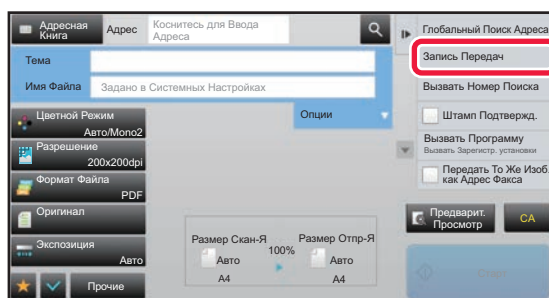 Адресная
Книга
Адрес
Коснитесь для Ввода
Адреса
Тема
Имя Файла
Задано в Системных Настройках
Цветной Режим
Авто/Mono2
Разрешение
200x200dpi
Формат Файла
PDF
Оригинал
Экспозиция
Авто
Прочие
Опции
Размер Скан-Я
100%
Размер Отпр-Я
Авто
A4
Авто
A4
Глобальный Поиск Адреса
Запись Передач
Вызвать Номер Поиска
Штамп Подтвержд.
Вызвать Программу
Вызвать Зарегистр. установки
Передать То Же Изоб.
как Адрес Факса
Предварит.
Просмотр
CA
Старт